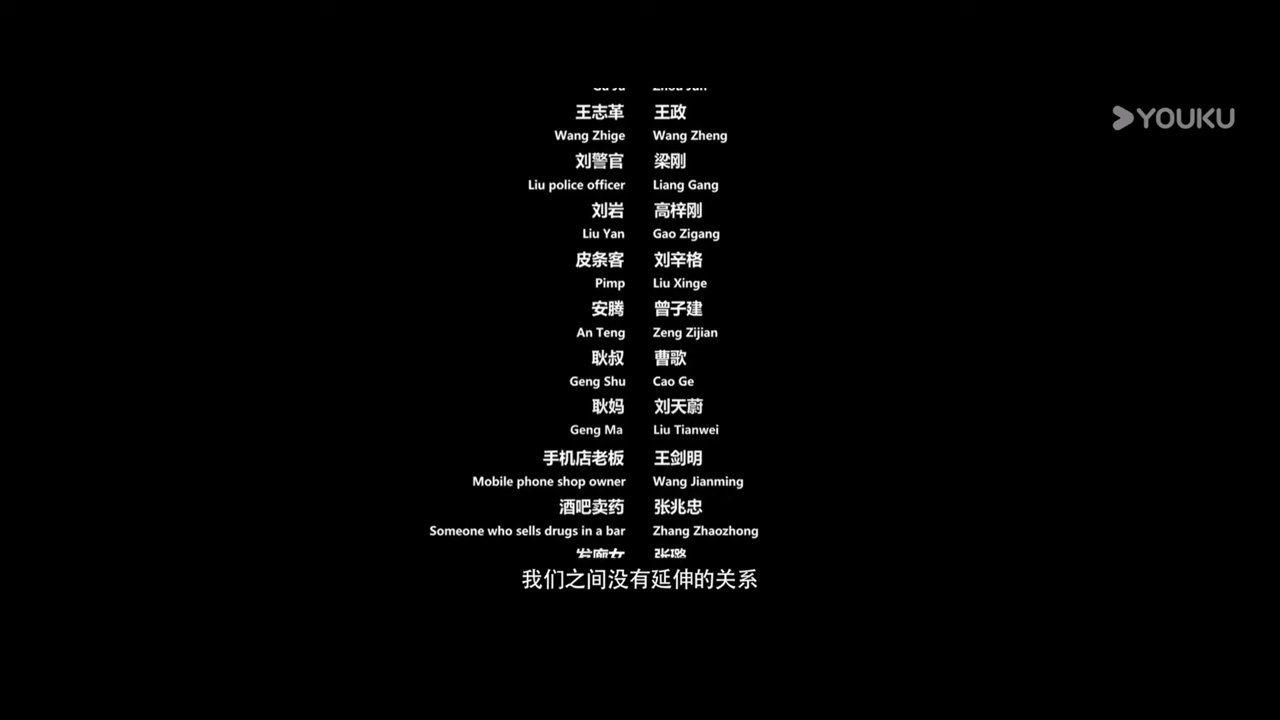 王志革 王政
Wang Zhige Wang Zheng
YOUKU
刘警官 梁刚
Liu police officer Liang Gang
刘岩 高梓刚
Liu Yan Gao Zigang
皮条客 刘辛格
Pimp Liu Xinge
安腾 曾子建
An Teng Zeng Zijian
耿叔 曹歌
Geng Shu Cao Ge
耿妈 刘天蔚
Geng Ma Liu Tianwei
手机店老板 王剑明
Mobile phone shop owner Wang Jianming
酒吧卖药 张兆忠
Someone who sells drugs in a bar Zhang Zhaozhong
发廊女 张璐
我们之间没有延伸的关系